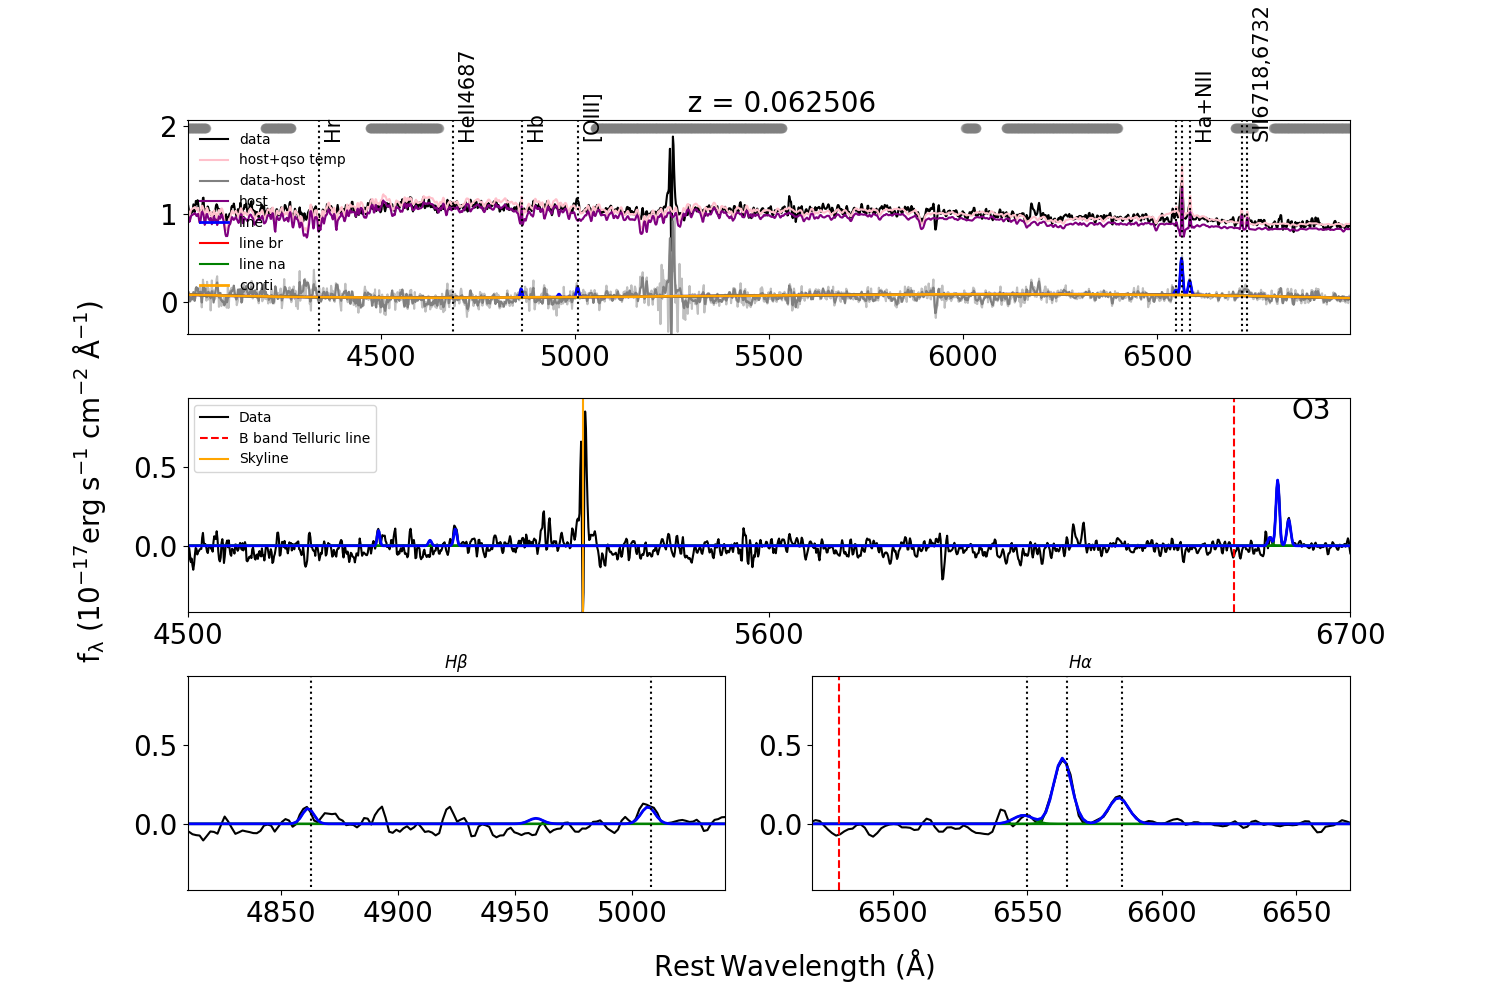 z = 0.062506
Hr
HeII4687
Hb
[OIII]
Ha+NII
SII6718,6732
data
host+qso temp
data-host
host
line
line br
line na
conti
2
1
0
4500 5000 5500 6000 6500
O3
Data
B band Telluric line
Skyline
0.5
0.0
4500 5600 6700
fλ (10⁻¹⁷erg s⁻¹ cm⁻² Å⁻¹)
Hβ
0.5
0.0
4850 4900 4950 5000
Hα
0.5
0.0
6500 6550 6600 6650
Rest Wavelength (Å)